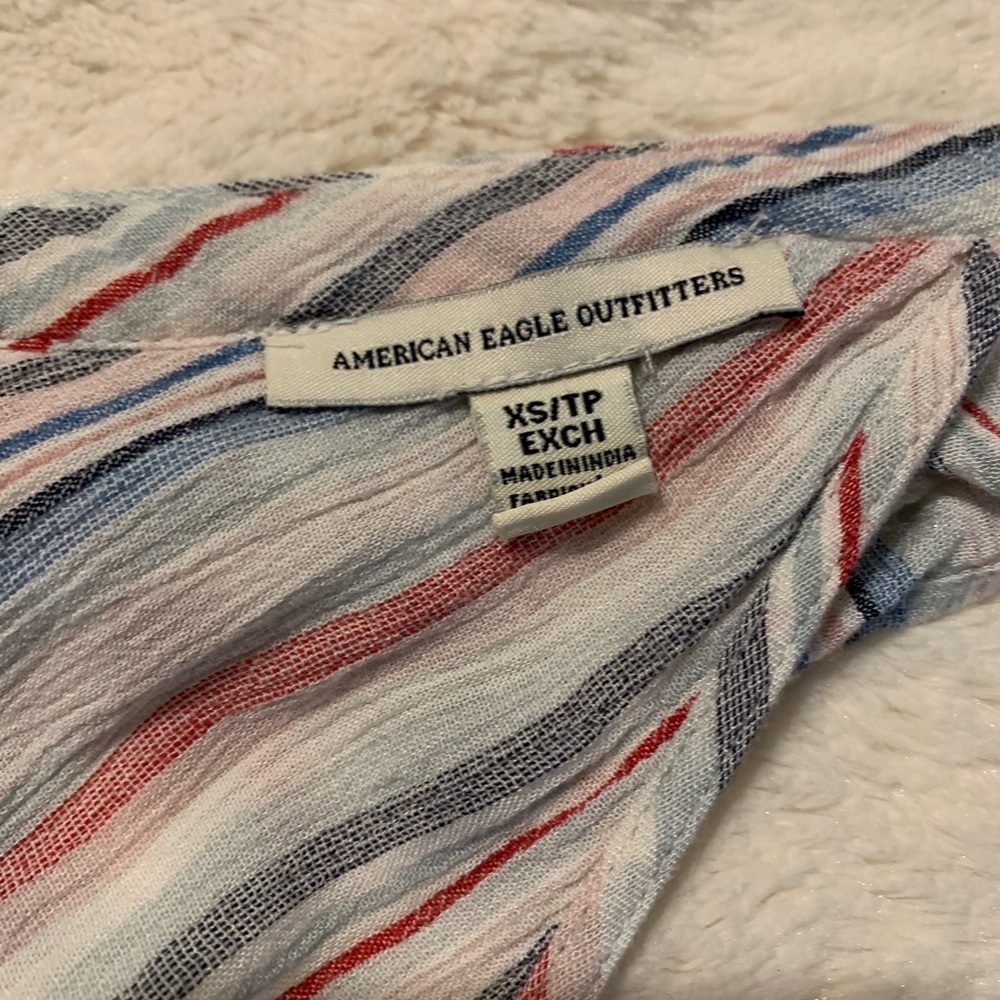 AMERICAN EAGLE OUTFITTERS
XS/TP
EXCH
MADEININDIA